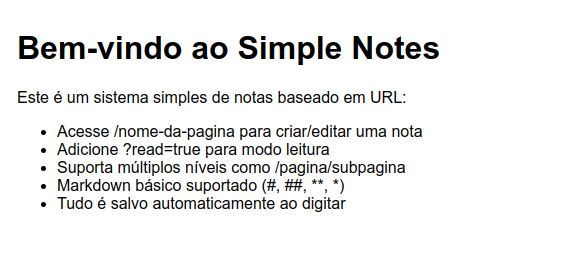 Bem-vindo ao Simple Notes
Este é um sistema simples de notas baseado em URL:
• Acesse /nome-da-pagina para criar/editar uma nota
• Adicione ?read=true para modo leitura
• Suporta múltiplos níveis como /pagina/subpagina
• Markdown básico suportado (#, ##, **, *)
• Tudo é salvo automaticamente ao digitar